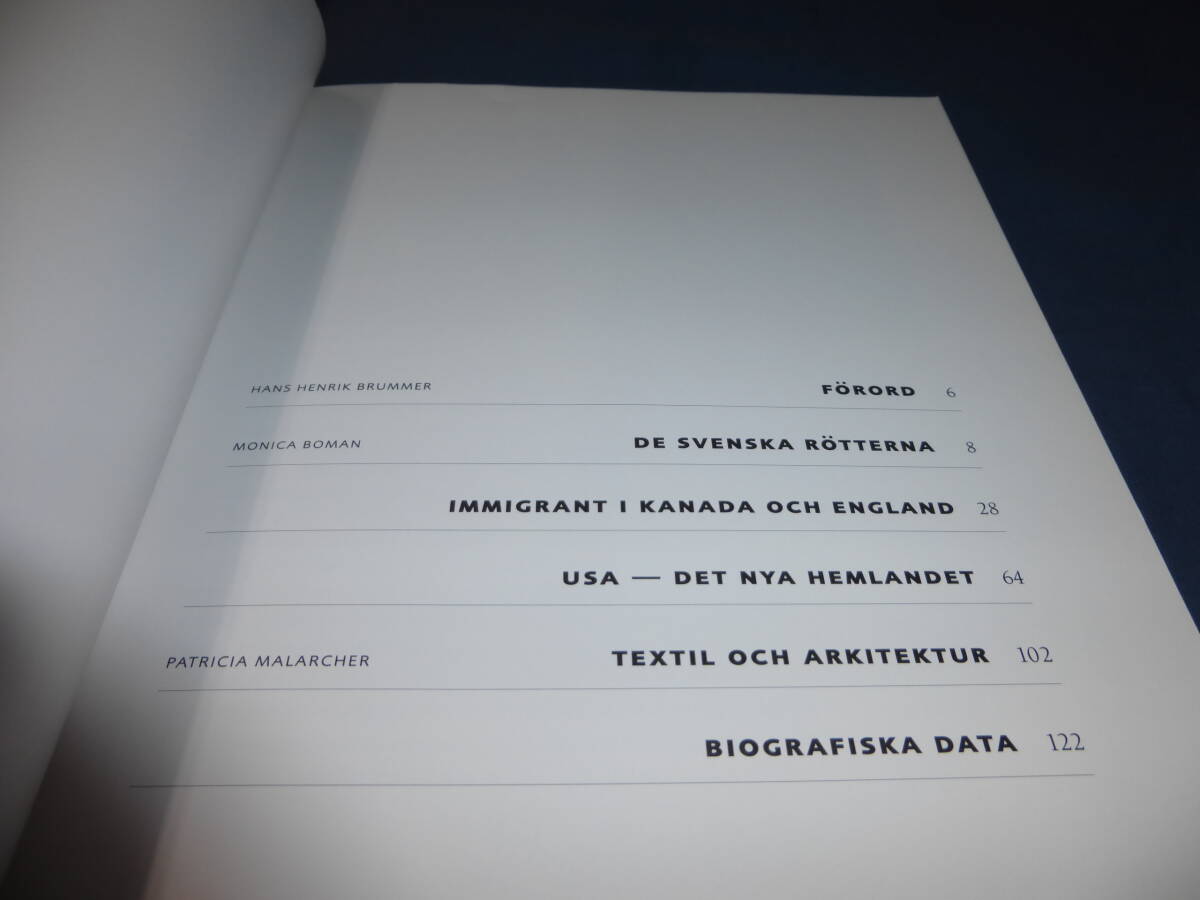 HANS HENRIK BRUMMER FÖRORD 6
MONICA BOMAN DE SVENSKA RÖTTERNA 8
IMMIGRANT I KANADA OCH ENGLAND 28
USA — DET NYA HEMLANDET 64
PATRICIA MALARCHER TEXTIL OCH ARKITEKTUR 102
BIOGRAFISKA DATA 122